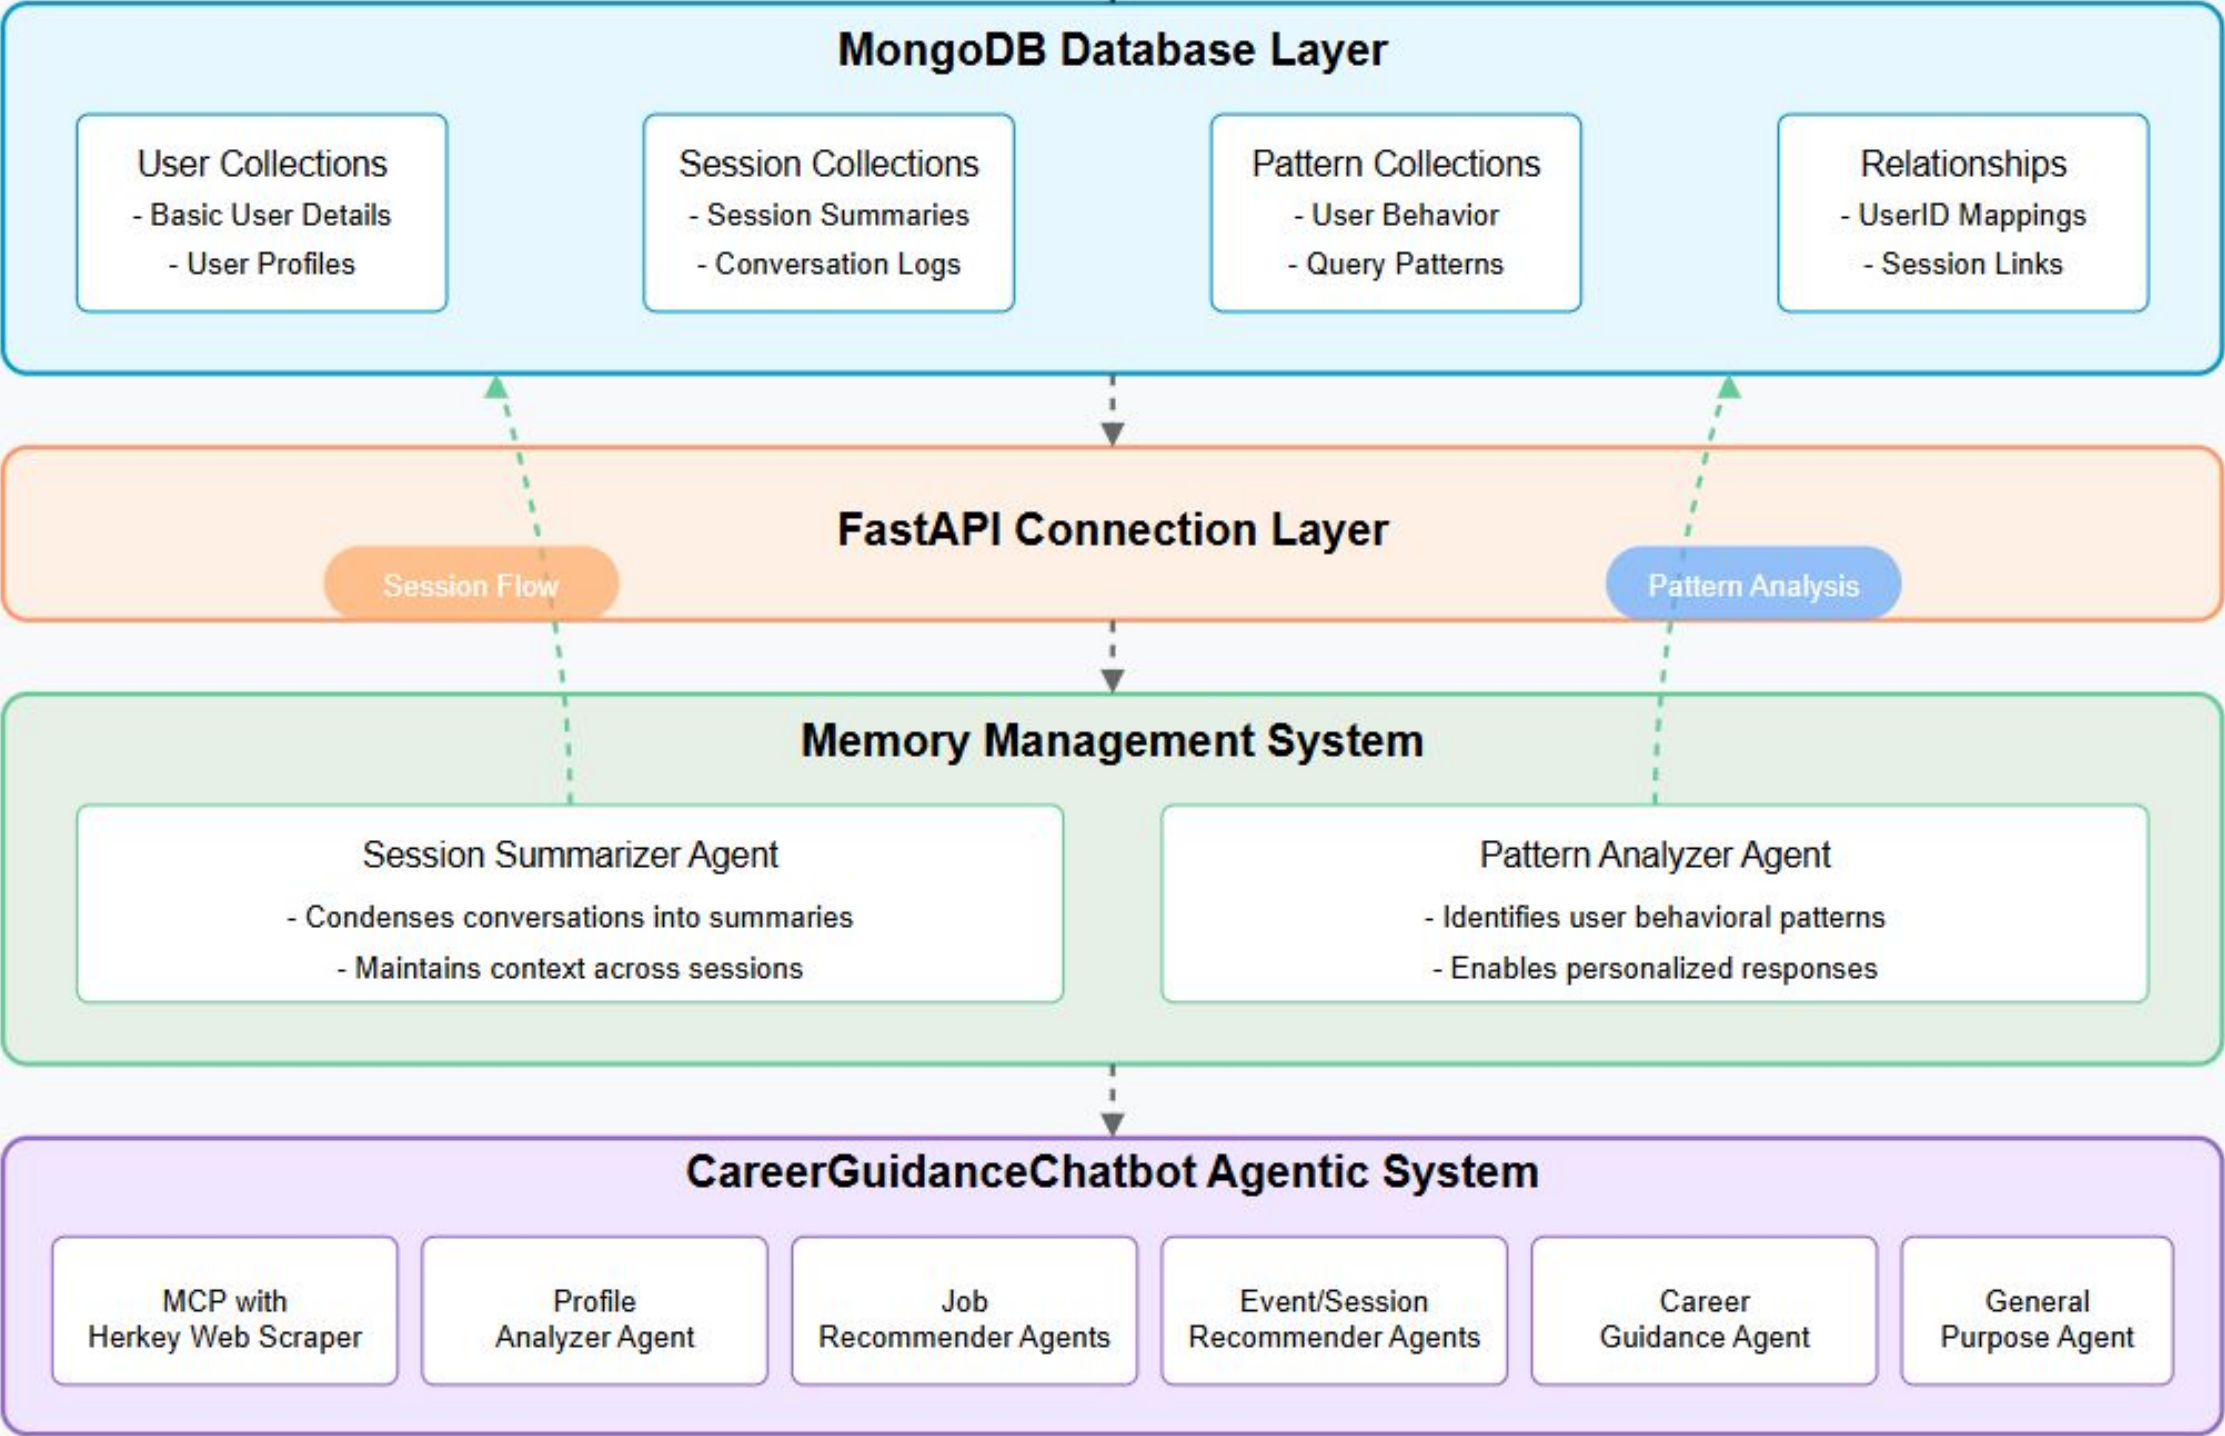 MongoDB Database Layer
User Collections
- Basic User Details
- User Profiles
Session Collections
- Session Summaries
- Conversation Logs
Pattern Collections
- User Behavior
- Query Patterns
Relationships
- UserID Mappings
- Session Links
FastAPI Connection Layer
Session Flow
Pattern Analysis
Memory Management System
Session Summarizer Agent
- Condenses conversations into summaries
- Maintains context across sessions
Pattern Analyzer Agent
- Identifies user behavioral patterns
- Enables personalized responses
CareerGuidanceChatbot Agentic System
MCP with
Herkey Web Scraper
Profile
Analyzer Agent
Job
Recommender Agents
Event/Session
Recommender Agents
Career
Guidance Agent
General
Purpose Agent